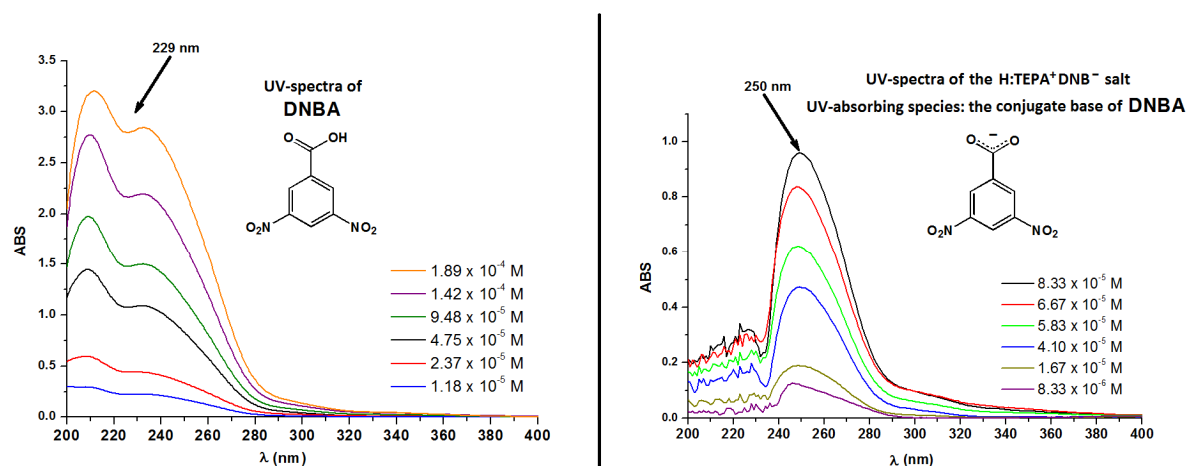 229 nm
UV-spectra of
DNBA
O
OH
O₂N
NO₂
ABS
3.5
3.0
2.5
2.0
1.5
1.0
0.5
0.0
1.89 x 10⁻⁴ M
1.42 x 10⁻⁴ M
9.48 x 10⁻⁵ M
4.75 x 10⁻⁵ M
2.37 x 10⁻⁵ M
1.18 x 10⁻⁵ M
200 220 240 260 280 300 320 340 360 380 400
λ (nm)
UV-spectra of the H:TEPA⁺DNB⁻ salt
250 nm
UV-absorbing species: the conjugate base of DNBA
−
O O
O₂N
NO₂
ABS
1.0
0.8
0.6
0.4
0.2
0.0
8.33 x 10⁻⁵ M
6.67 x 10⁻⁵ M
5.83 x 10⁻⁵ M
4.10 x 10⁻⁵ M
1.67 x 10⁻⁵ M
8.33 x 10⁻⁶ M
200 220 240 260 280 300 320 340 360 380 400
λ (nm)